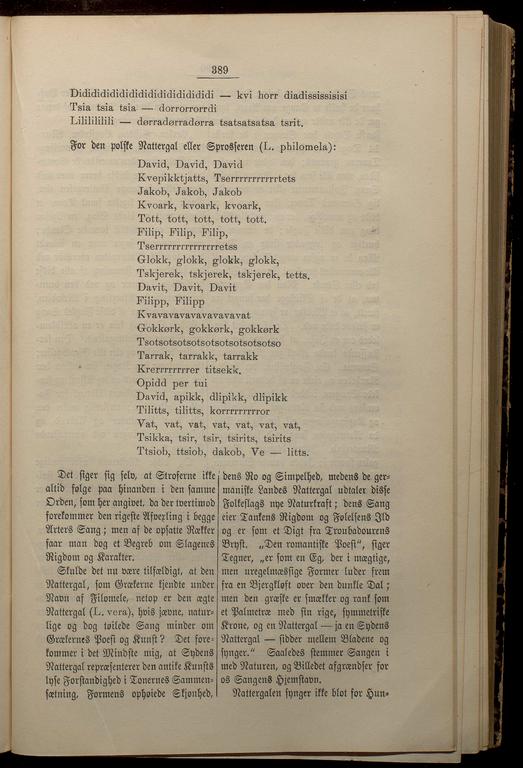 389
Didididididididididididididididi — kvi horr diadississisisi
Tsia tsia tsia — dorrorrorrdi
Lililililili — dørradørradørra tsatsatsatsa tsrit.
For den polske Nattergal eller Sprosseren (L. philomela):
David, David, David
Kvepikktjatts, Tserrrrrrrrrrrtets
Jakob, Jakob, Jakob
Kvoark, kvoark, kvoark,
Tott, tott, tott, tott, tott.
Filip, Filip, Filip,
Tserrrrrrrrrrrrrrretss
Glokk, glokk, glokk, glokk,
Tskjerek, tskjerek, tskjerek, tetts.
Davit, Davit, Davit
Filipp, Filipp
Kvavavavavavavavavat
Gokkørk, gokkørk, gokkørk
Tsotsotsotsotsotsotsotsotsotso
Tarrak, tarrakk, tarrakk
Krerrrrrrrrer titsekk.
Opidd per tui
David, apikk, dlipikk, dlipikk
Tilitts, tilitts, korrrrrrrrror
Vat, vat, vat, vat, vat, vat, vat,
Tsikka, tsir, tsir, tsirits, tsirits
Ttsiob, ttsiob, dakob, Ve — litts.
Det siger sig selv, at Stroferne ikke
altid følge paa hinanden i den samme
Orden, som her angivet, da der tvertimod
forekommer den rigeste Afvexling i begge
Arters Sang; men af de opsatte Rækker
faar man dog et Begreb om Slagenes
Rigdom og Karakter.
Skulde det nu være tilfældigt, at den
Nattergal, som Grækerne kjendte under
Navn af Filomele, netop er den ægte
Nattergal (L. vera), hvis jævne, natur-
lige og dog tøilede Sang minder om
Grækernes Poesi og Kunst? Det fore-
kommer i det Mindste mig, at Sydens
Nattergal repræsenterer den antike Kunsts
lyse Forstandighed i Tonernes Sammen-
sætning, Formens ophøiede Skjønhed,
dens Ro og Simpelhed, medens de ger-
maniske Landes Nattergal udtaler disse
Folkeslags nye Naturkraft; dens Sang
eier Tankens Rigdom og Følelsens Ild
og er som et Digt fra Troubadourens
Bryst. „Den romantiske Poesi“, siger
Tegner, „er som en Eg, der i mægtige,
men uregelmæssige Former luder frem
fra en Bjergkløft over den dunkle Dal;
men den græske er smækker og rank som
et Palmetræ med sin rige, symmetriske
Krone, og en Nattergal — ja en Sydens
Nattergal — sidder mellem Bladene og
synger.“ Saaledes stemmer Sangen i
med Naturen, og Billedet afgrændser for
os Sangens Hjemstavn.
Nattergalen synger ikke blot for Hun-